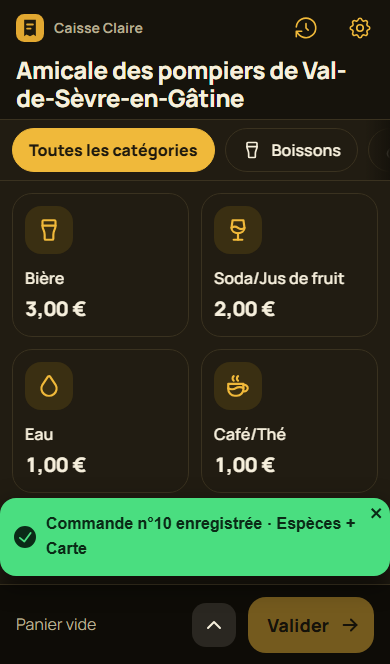 Caisse Claire
Amicale des pompiers de Val-
de-Sèvre-en-Gâtine
Toutes les catégories
Boissons
Bière
3,00 €
Soda/Jus de fruit
2,00 €
Eau
1,00 €
Café/Thé
1,00 €
Commande n°10 enregistrée · Espèces +
Carte
Panier vide
Valider